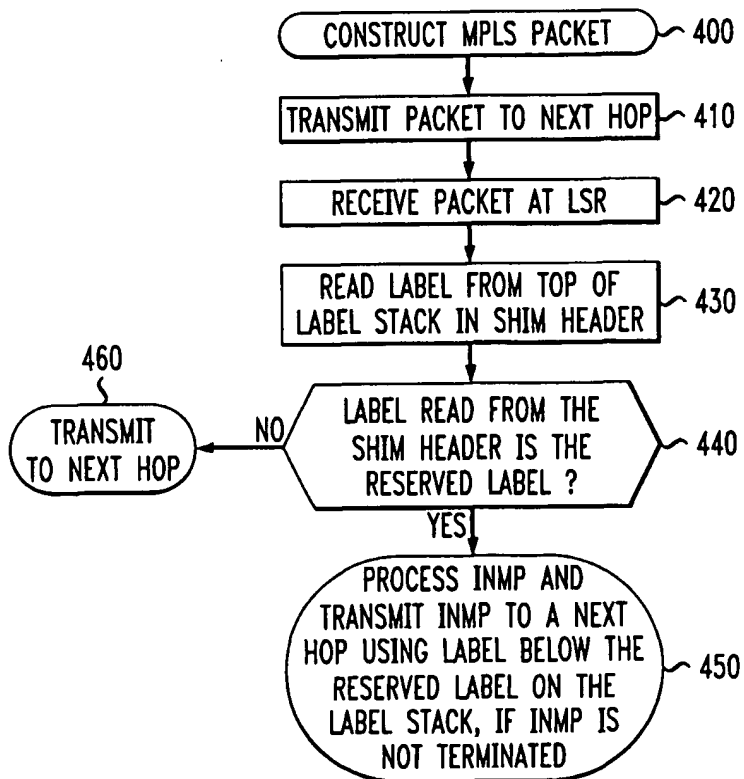 CONSTRUCT MPLS PACKET
400
TRANSMIT PACKET TO NEXT HOP
410
RECEIVE PACKET AT LSR
420
READ LABEL FROM TOP OF
LABEL STACK IN SHIM HEADER
430
460
TRANSMIT
TO NEXT HOP
NO
LABEL READ FROM THE
SHIM HEADER IS THE
RESERVED LABEL ?
440
YES
PROCESS INMP AND
TRANSMIT INMP TO A NEXT
HOP USING LABEL BELOW THE
RESERVED LABEL ON THE
LABEL STACK, IF INMP IS
NOT TERMINATED
450